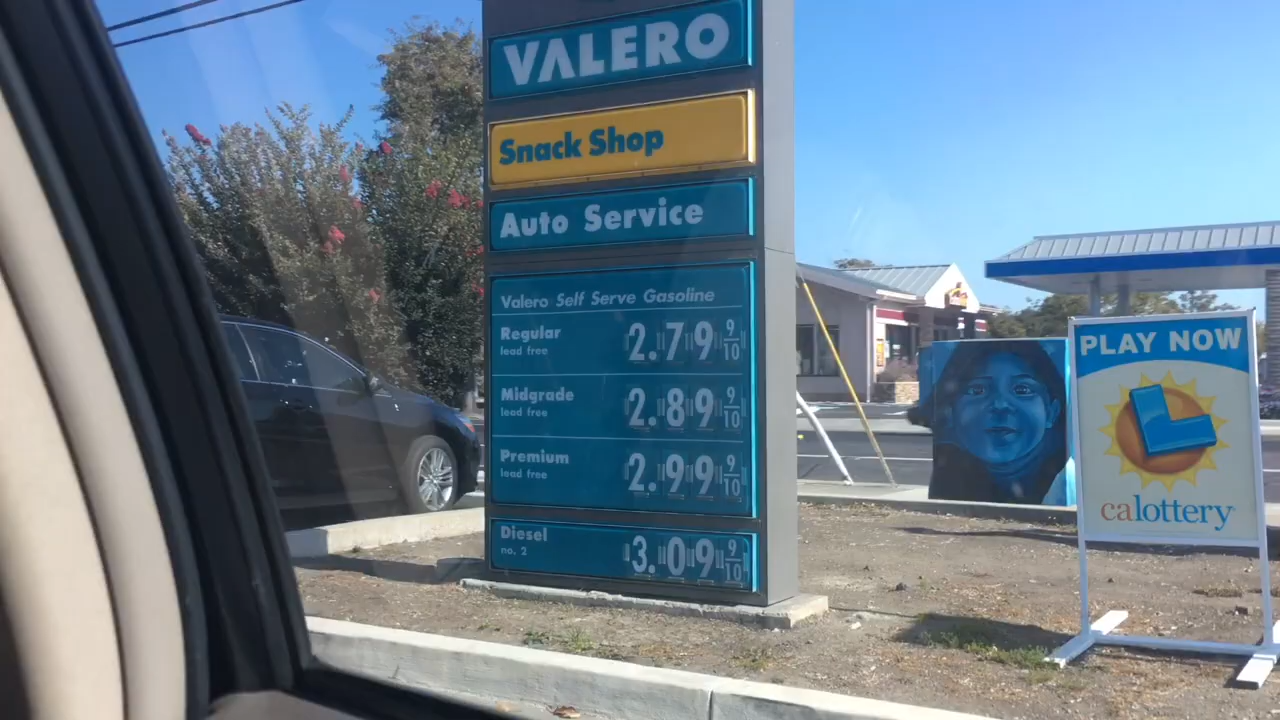 VALERO
Snack Shop
Auto Service
Valero Self Serve Gasoline
Regular
lead free
2.79 9/10
Midgrade
lead free
2.89 9/10
Premium
lead free
2.99 9/10
Diesel
no. 2
3.09 9/10
PLAY NOW
calottery